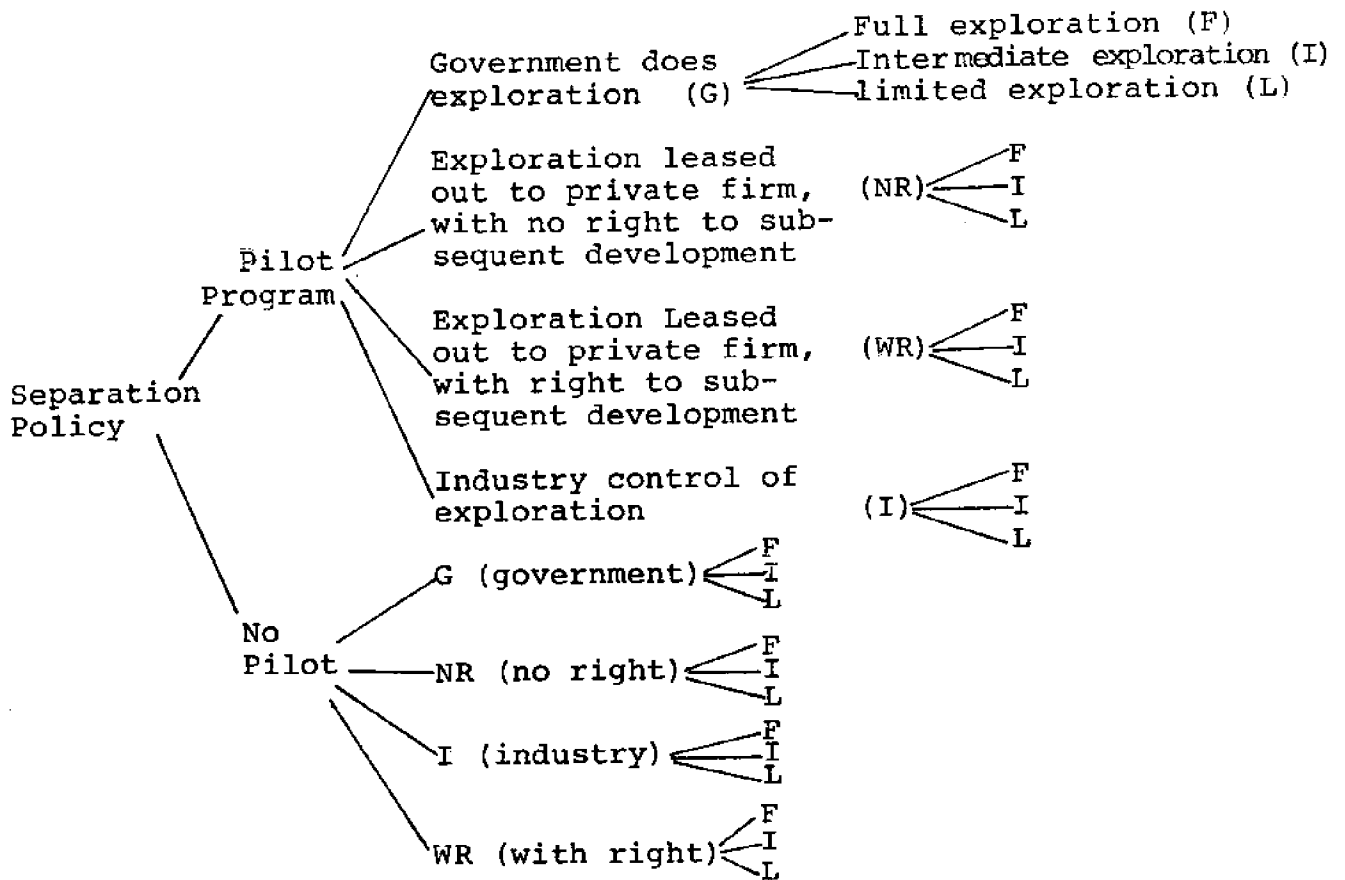 Full exploration (F)
Government does Intermediate exploration (I)
exploration (G) limited exploration (L)
Exploration leased F
out to private firm, (NR) I
with no right to sub- L
sequent development
Pilot
Program
Exploration Leased F
out to private firm, (WR) I
with right to sub- L
sequent development
Separation
Policy
Industry control of F
exploration (I) I
L
F
G (government) I
L
No
Pilot
F
NR (no right) I
L
F
I (industry) I
L
F
WR (with right) I
L